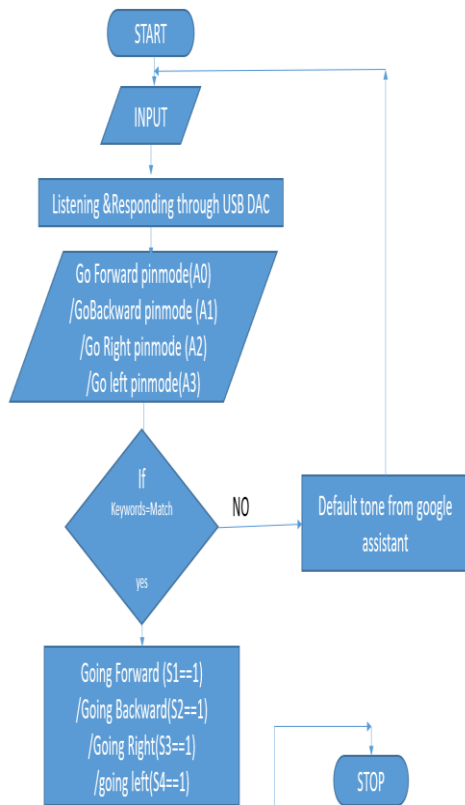 START
INPUT
Listening &Responding through USB DAC
Go Forward pinmode(A0)
/GoBackward pinmode (A1)
/Go Right pinmode (A2)
/Go left pinmode(A3)
If
Keywords=Match
yes
NO
Default tone from google
assistant
Going Forward (S1==1)
/Going Backward(S2==1)
/Going Right(S3==1)
/going left(S4==1)
STOP